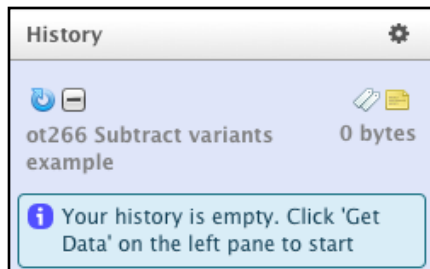 History
ot266 Subtract variants
example
0 bytes
Your history is empty. Click 'Get
Data' on the left pane to start